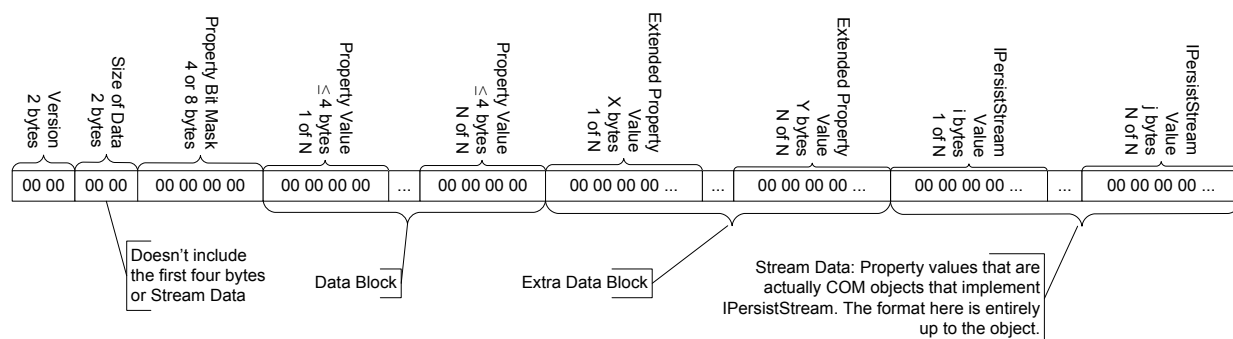 Version
2 bytes
Size of Data
2 bytes
Property Bit Mask
4 or 8 bytes
Property Value
≤ 4 bytes
1 of N
Property Value
≤ 4 bytes
N of N
Extended Property
Value
X bytes
1 of N
Extended Property
Value
Y bytes
N of N
IPersistStream
Value
i bytes
1 of N
IPersistStream
Value
j bytes
N of N
00 00 00 00 00 00 00 00 00 00 00 00 ... 00 00 00 00 00 00 00 00 ... ... 00 00 00 00 ... 00 00 00 00 ... ... 00 00 00 00 ...
Doesn't include
the first four bytes
or Stream Data
Data Block
Extra Data Block
Stream Data: Property values that are
actually COM objects that implement
IPersistStream. The format here is entirely
up to the object.